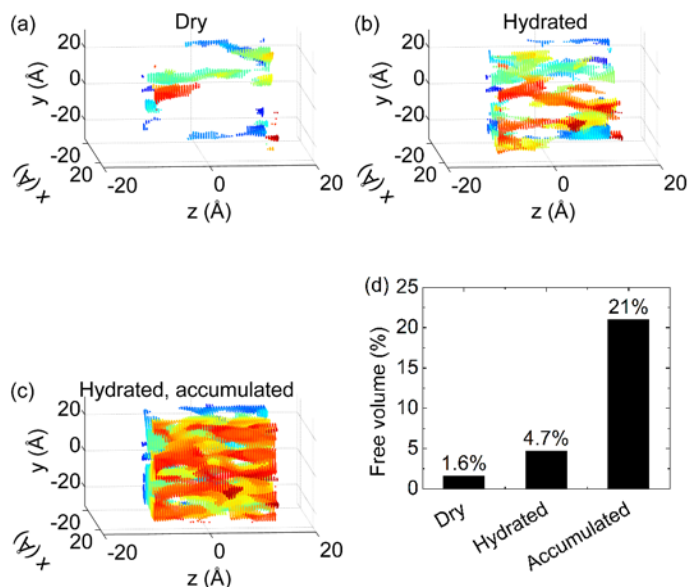 (a) Dry
20
0
-20
y (Å)
-20
20
x (Å)
-20
0
20
z (Å)
(b) Hydrated
20
0
-20
y (Å)
-20
20
x (Å)
-20
0
20
z (Å)
(c) Hydrated, accumulated
20
0
-20
y (Å)
-20
20
x (Å)
-20
0
20
z (Å)
(d)
25
20
15
10
5
0
Free volume (%)
1.6%
4.7%
21%
Dry
Hydrated
Accumulated